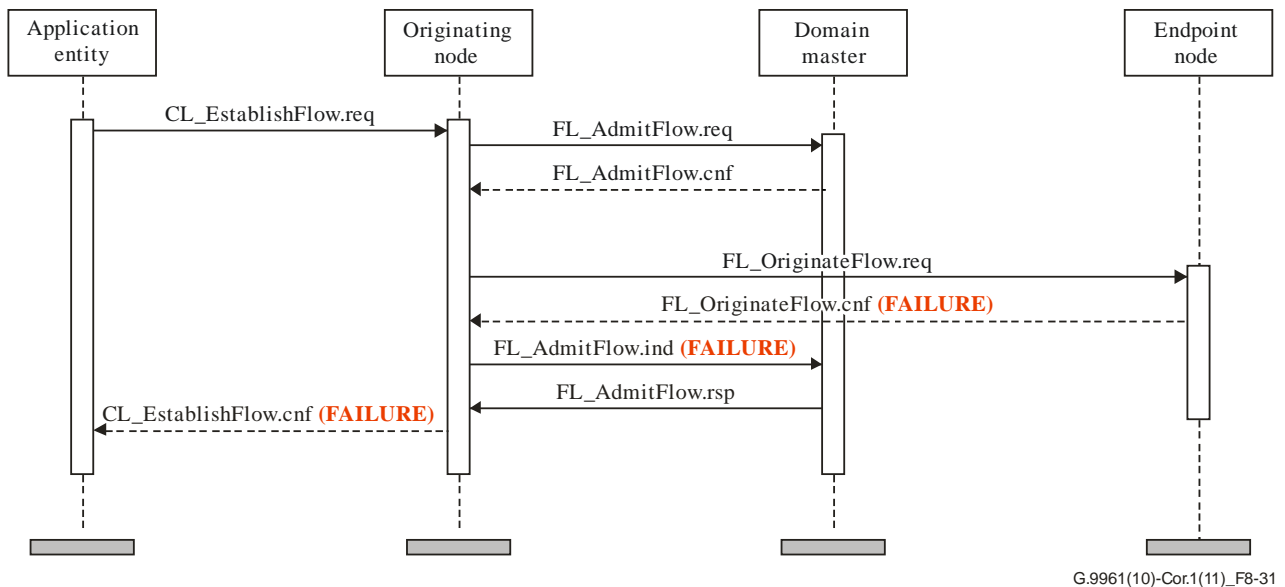 Application
entity
Originating
node
Domain
master
Endpoint
node
CL_EstablishFlow.req
FL_AdmitFlow.req
FL_AdmitFlow.cnf
FL_OriginateFlow.req
FL_OriginateFlow.cnf (FAILURE)
FL_AdmitFlow.ind (FAILURE)
FL_AdmitFlow.rsp
CL_EstablishFlow.cnf (FAILURE)
G.9961(10)-Cor.1(11)_F8-31